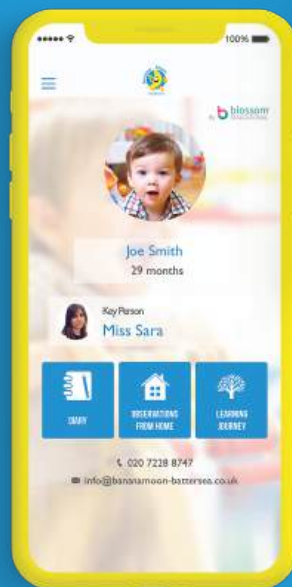 100%
by blossom
Joe Smith
29 months
Key Person
Miss Sara
DIARY
OBSERVATIONS
FROM HOME
LEARNING
JOURNEY
020 7228 8747
info@bananamoon-battersea.co.uk